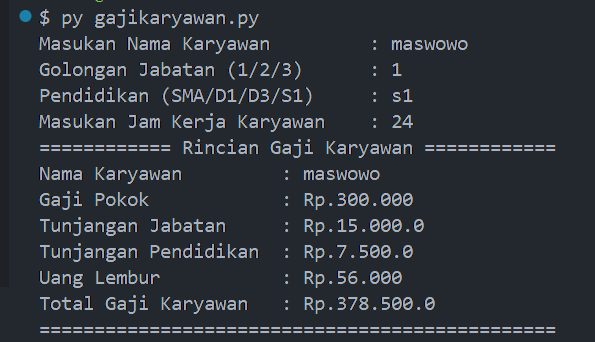 $ py gajikaryawan.py
Masukan Nama Karyawan : maswowo
Golongan Jabatan (1/2/3) : 1
Pendidikan (SMA/D1/D3/S1) : s1
Masukan Jam Kerja Karyawan : 24
============ Rincian Gaji Karyawan ============
Nama Karyawan : maswowo
Gaji Pokok : Rp.300.000
Tunjangan Jabatan : Rp.15.000.0
Tunjangan Pendidikan : Rp.7.500.0
Uang Lembur : Rp.56.000
Total Gaji Karyawan : Rp.378.500.0
===============================================